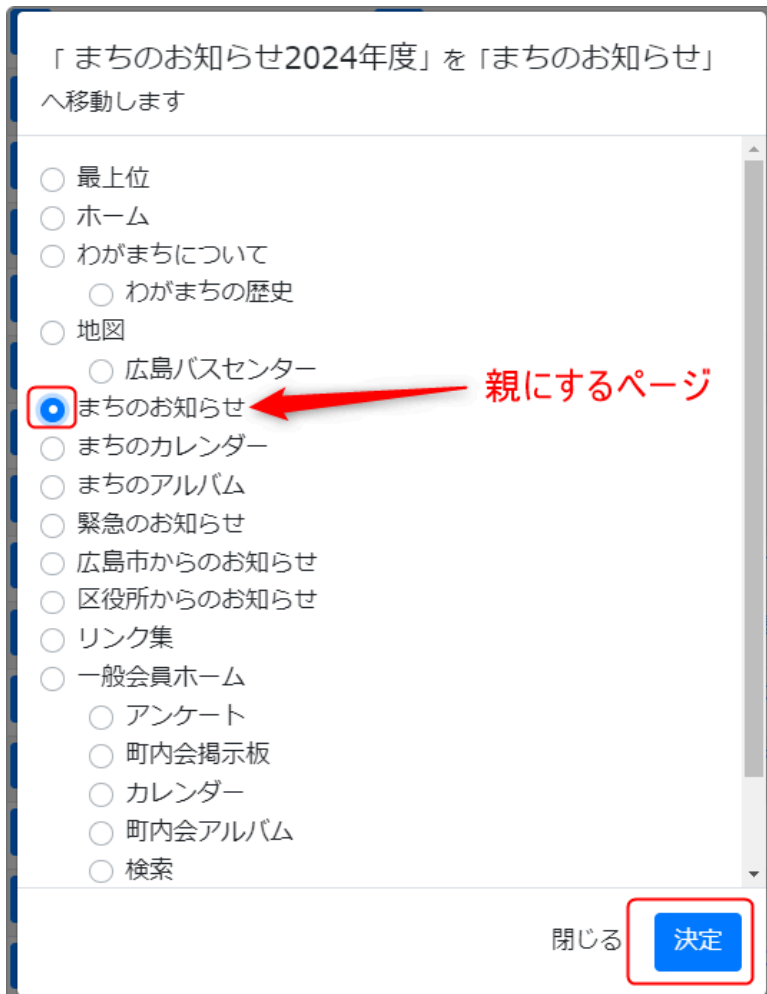 「 まちのお知らせ2024年度」を「まちのお知らせ」
へ移動します
最上位
ホーム
わがまちについて
わがまちの歴史
地図
広島バスセンター
まちのお知らせ
親にするページ
まちのカレンダー
まちのアルバム
緊急のお知らせ
広島市からのお知らせ
区役所からのお知らせ
リンク集
一般会員ホーム
アンケート
町内会掲示板
カレンダー
町内会アルバム
検索
閉じる 決定